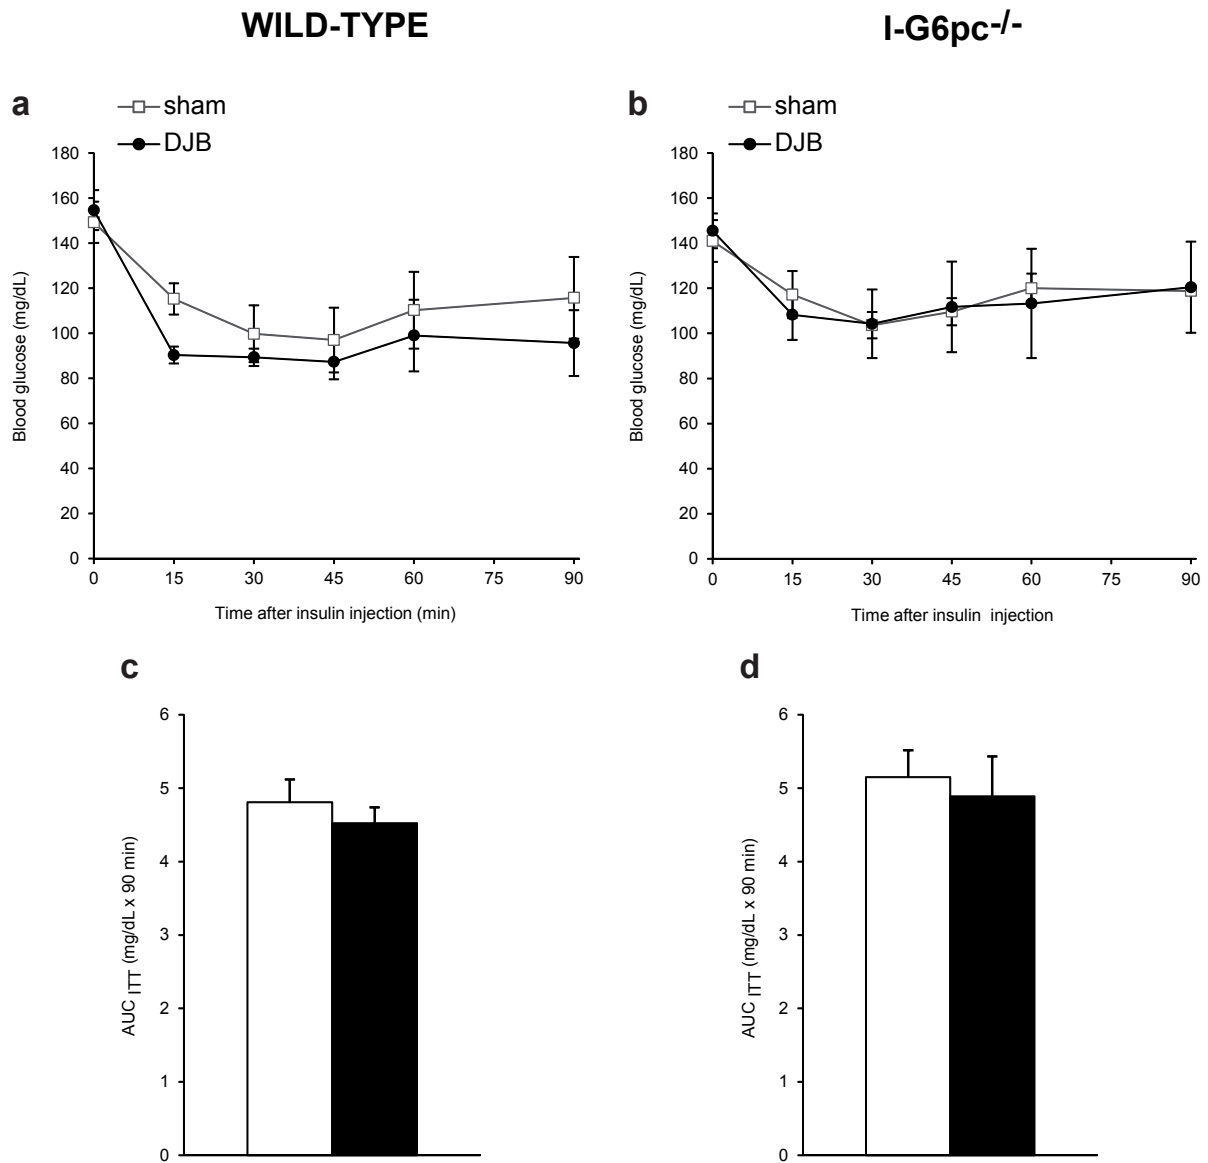 WILD-TYPE
I-G6pc-/-
a
sham
DJB
b
sham
DJB
180
160
140
120
100
80
60
40
20
0
Blood glucose (mg/dL)
0 15 30 45 60 75 90
Time after insulin injection (min)
180
160
140
120
100
80
60
40
20
0
Blood glucose (mg/dL)
0 15 30 45 60 75 90
Time after insulin injection
c
6
5
4
3
2
1
0
AUC ITT (mg/dL x 90 min)
d
6
5
4
3
2
1
0
AUC ITT (mg/dL x 90 min)